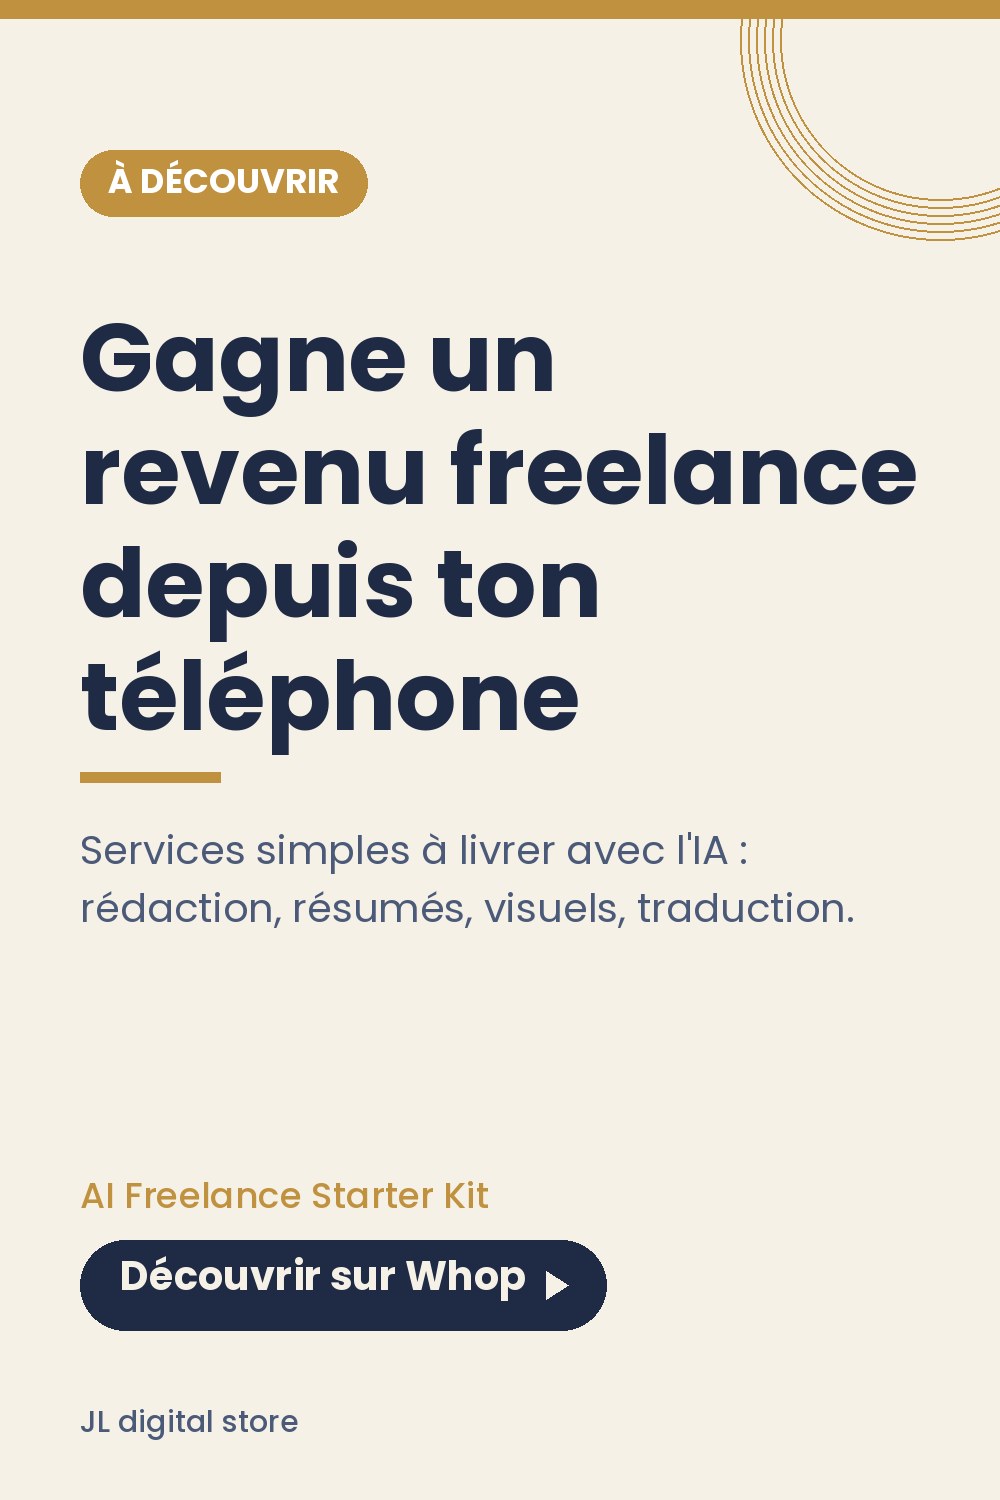 À DÉCOUVRIR
Gagne un
revenu freelance
depuis ton
téléphone
Services simples à livrer avec l'IA :
rédaction, résumés, visuels, traduction.
AI Freelance Starter Kit
Découvrir sur Whop
JL digital store